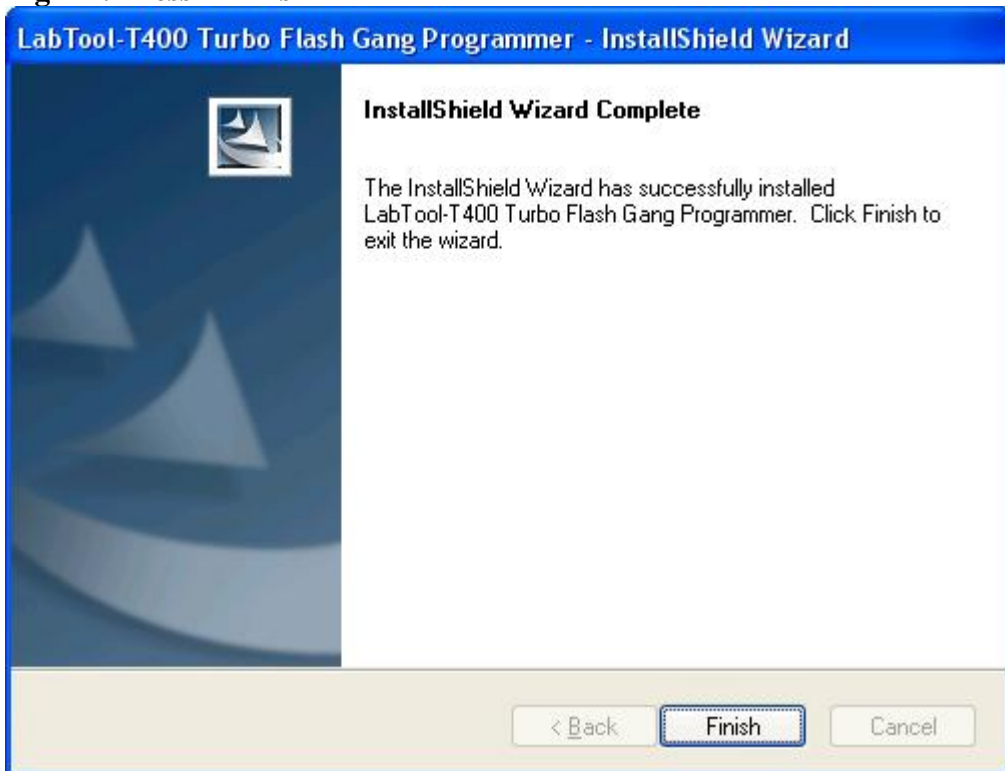 LabTool-T400 Turbo Flash Gang Programmer - InstallShield Wizard
InstallShield Wizard Complete
The InstallShield Wizard has successfully installed
LabTool-T400 Turbo Flash Gang Programmer. Click Finish to
exit the wizard.
< Back
Finish
Cancel